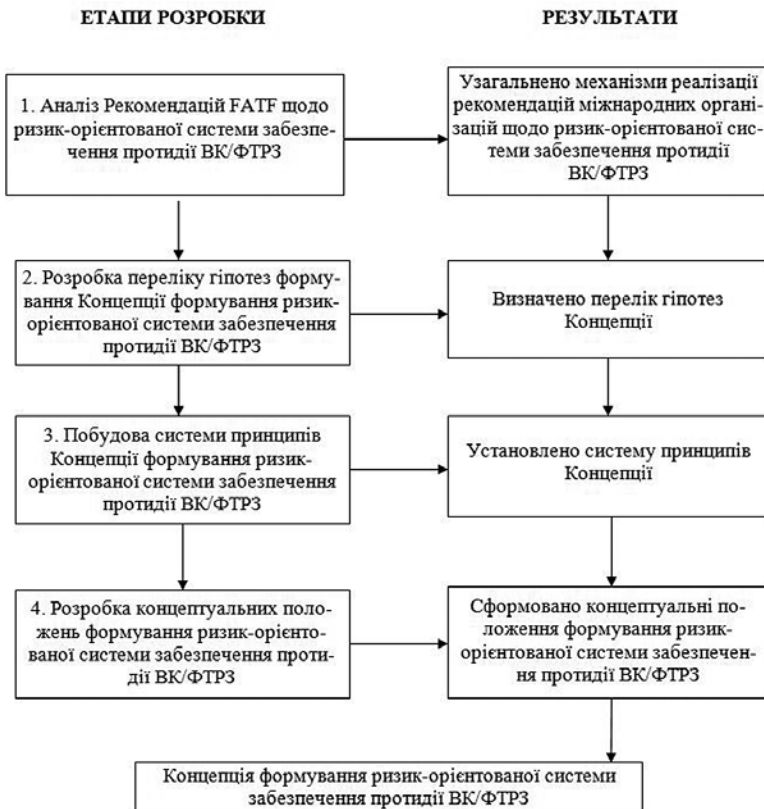 ЕТАПИ РОЗРОБКИ
РЕЗУЛЬТАТИ
1. Аналіз Рекомендацій FATF щодо
ризик-орієнтованої системи забезпе-
чення протидії ВК/ФТРЗ
Узагальнено механізми реалізації
рекомендацій міжнародних органі-
зацій щодо ризик-орієнтованої сис-
теми забезпечення протидії
ВК/ФТРЗ
2. Розробка переліку гіпотез форму-
вання Концепції формування ризик-
орієнтованої системи забезпечення
протидії ВК/ФТРЗ
Визначено перелік гіпотез
Концепції
3. Побудова системи принципів
Концепції формування ризик-
орієнтованої системи забезпечення
протидії ВК/ФТРЗ
Установлено систему принципів
Концепції
4. Розробка концептуальних поло-
жень формування ризик-орієнто-
ваної системи забезпечення проти-
дії ВК/ФТРЗ
Сформовано концептуальні по-
ложення формування ризик-
орієнтованої системи забезпечен-
ня протидії ВК/ФТРЗ
Концепція формування ризик-орієнтованої системи
забезпечення протидії ВК/ФТРЗ